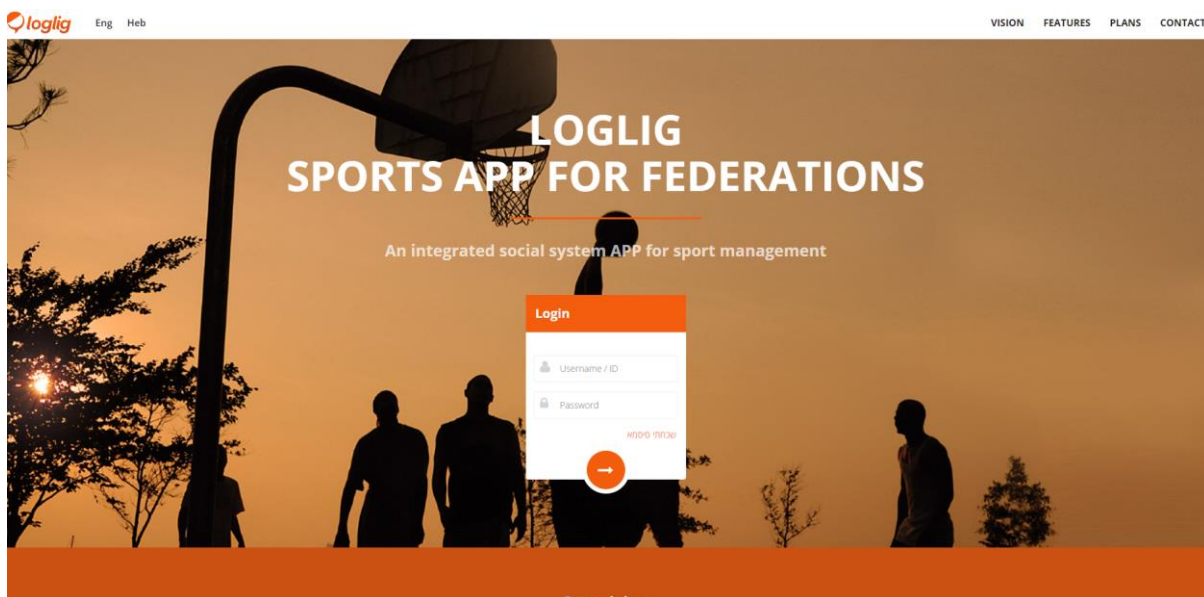 loglig Eng Heb VISION FEATURES PLANS CONTACT
LOGLIG
SPORTS APP FOR FEDERATIONS
An integrated social system APP for sport management
Login
Username / ID
Password
שכחתי סיסמא